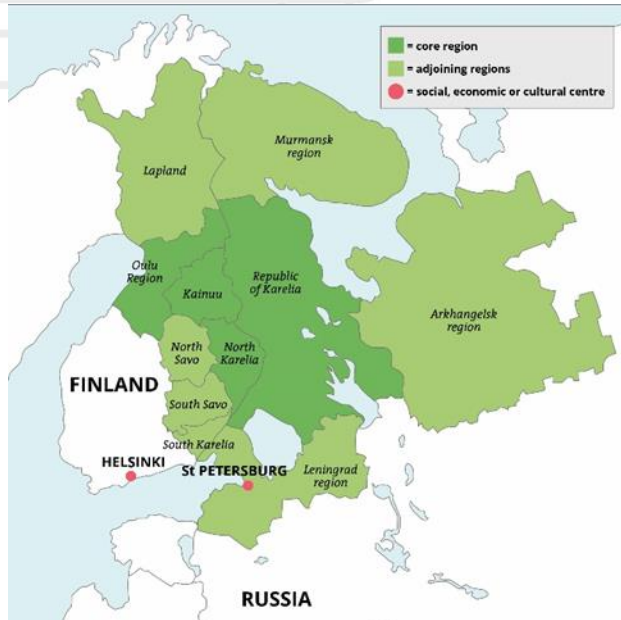 = core region
= adjoining regions
= social, economic or cultural centre
Murmansk
region
Lapland
Oulu
Region
Kainuu
Republic
of Karelia
Arkhangelsk
region
North
Savo
North
Karelia
FINLAND
South Savo
South Karelia
HELSINKI
St PETERSBURG
Leningrad
region
RUSSIA